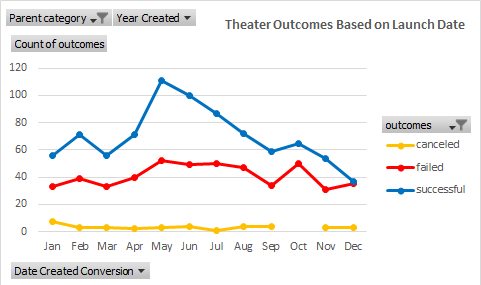 Parent category Year Created
Theater Outcomes Based on Launch Date
Count of outcomes
120
100
80
60
40
20
0
Jan Feb Mar Apr May Jun Jul Aug Sep Oct Nov Dec
outcomes
canceled
failed
successful
Date Created Conversion